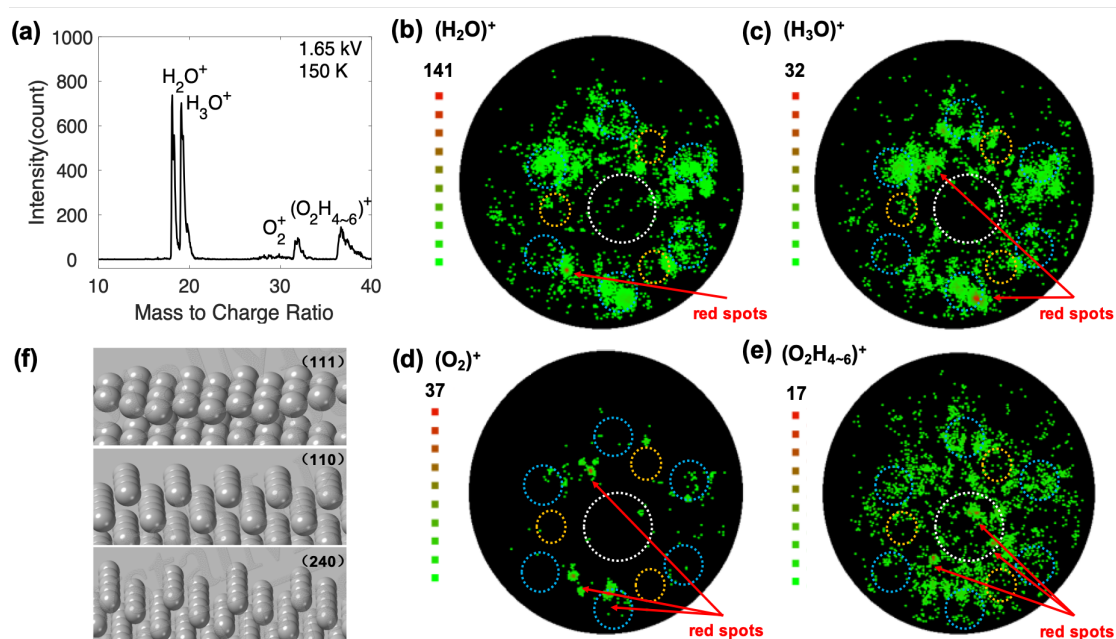 (a)
1000
800
600
400
200
0
Intensity(count)
1.65 kV
150 K
H₂O⁺
H₃O⁺
O₂⁺
(O₂H₄~₆)⁺
10
20
30
40
Mass to Charge Ratio
(b) (H₂O)⁺
141
red spots
(c) (H₃O)⁺
32
red spots
(f)
(111)
(110)
(240)
(d) (O₂)⁺
37
red spots
(e) (O₂H₄~₆)⁺
17
red spots